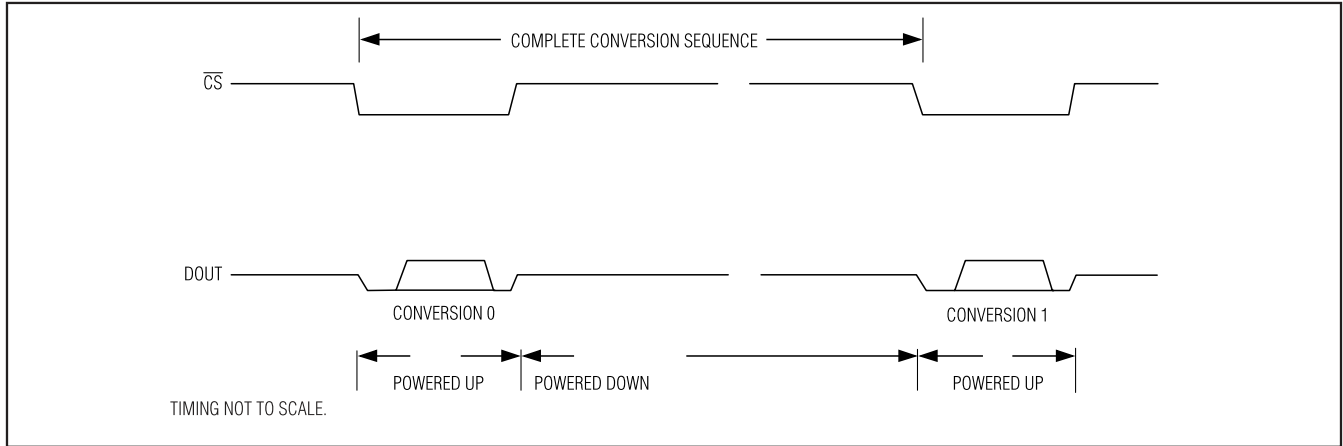 COMPLETE CONVERSION SEQUENCE
CS
DOUT
CONVERSION 0
CONVERSION 1
POWERED UP
POWERED DOWN
POWERED UP
TIMING NOT TO SCALE.